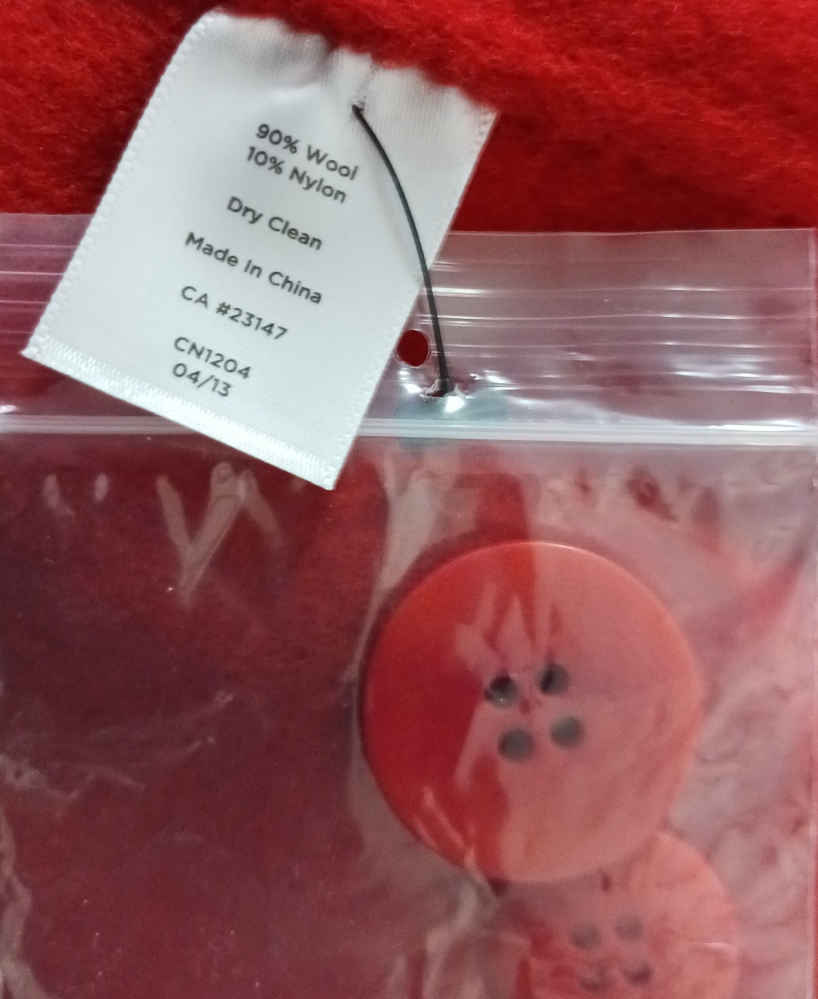 90% Wool
10% Nylon
Dry Clean
Made In China
CA #23147
CN1204
04/13